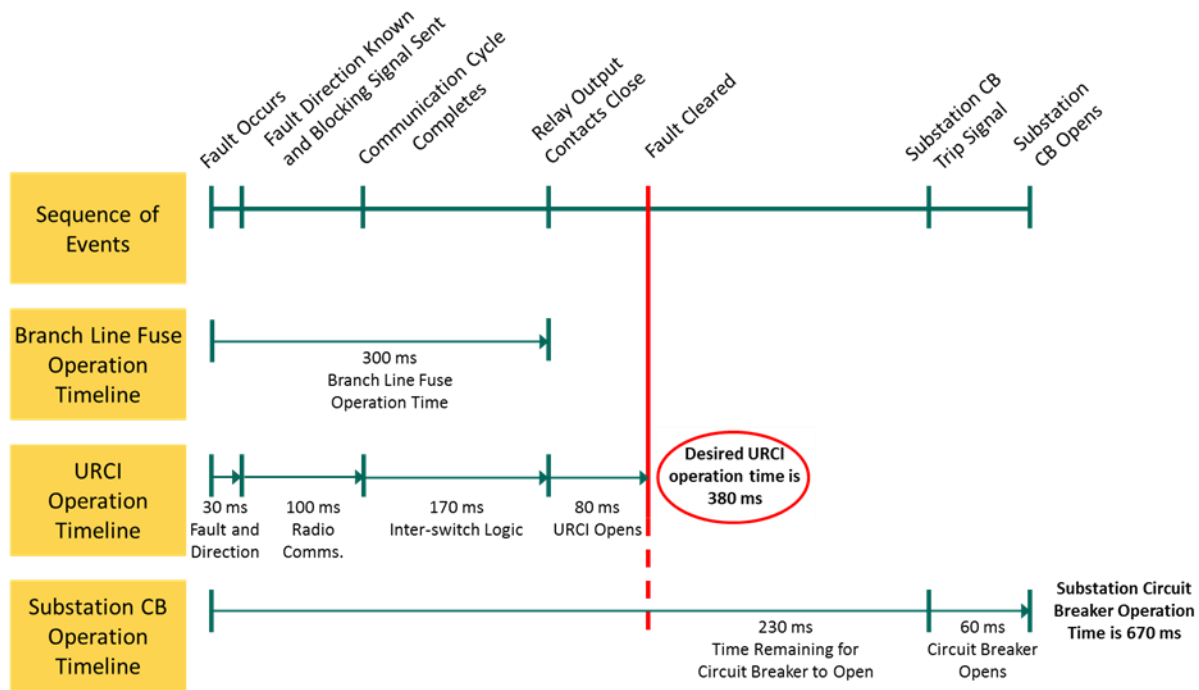 Fault Occurs
Fault Direction Known
and Blocking Signal Sent
Communication Cycle
Completes
Relay Output
Contacts Close
Fault Cleared
Substation CB
Trip Signal
Substation
CB Opens
Sequence of
Events
Branch Line Fuse
Operation
Timeline
300 ms
Branch Line Fuse
Operation Time
URCI
Operation
Timeline
30 ms
Fault and
Direction
100 ms
Radio
Comms.
170 ms
Inter-switch Logic
80 ms
URCI Opens
Desired URCI
operation time is
380 ms
Substation CB
Operation
Timeline
230 ms
Time Remaining for
Circuit Breaker to Open
60 ms
Circuit Breaker
Opens
Substation Circuit
Breaker Operation
Time is 670 ms